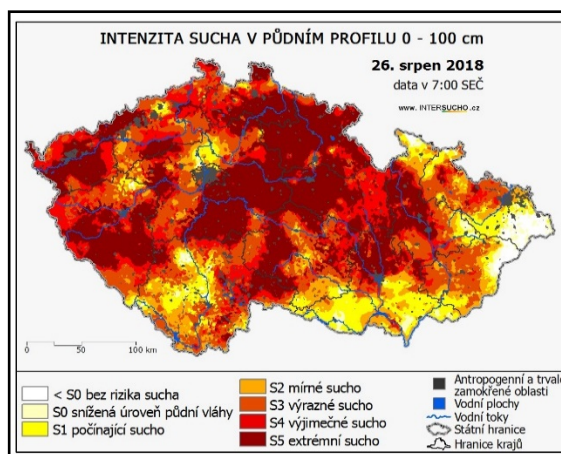 INTENZITA SUCHA V PŮDNÍM PROFILU 0 - 100 cm
26. srpen 2018
data v 7:00 SEČ
www.INTERSUCHO.cz
0 50 100 km
< S0 bez rizika sucha
S0 snížená úroveň půdní vláhy
S1 počínající sucho
S2 mírné sucho
S3 výrazné sucho
S4 výjimečné sucho
S5 extrémní sucho
Antropogenní a trvale
zamokřené oblasti
Vodní plochy
Vodní toky
Státní hranice
Hranice krajů